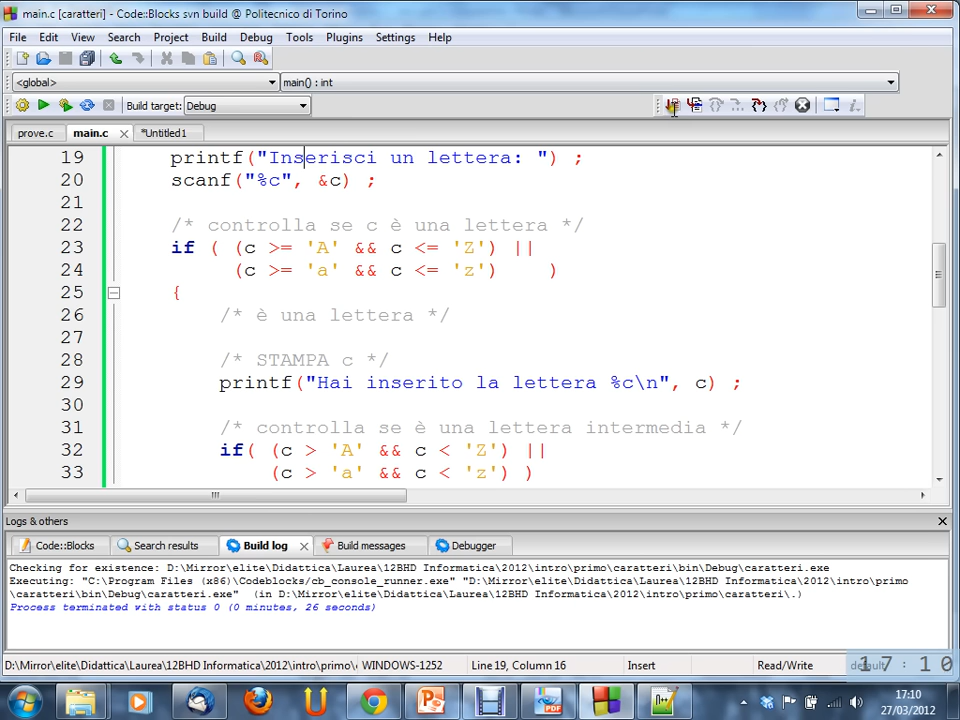 main.c [caratteri] - Code::Blocks svn build @ Politecnico di Torino
File Edit View Search Project Build Debug Tools Plugins Settings Help
<global> main() : int
Build target: Debug
prove.c main.c *Untitled1
19 printf("Inserisci un lettera: ") ;
20 scanf("%c", &c) ;
21
22 /* controlla se c è una lettera */
23 if ( (c >= 'A' && c <= 'Z') ||
24 (c >= 'a' && c <= 'z') )
25 {
26 /* è una lettera */
27
28 /* STAMPA c */
29 printf("Hai inserito la lettera %c\n", c) ;
30
31 /* controlla se è una lettera intermedia */
32 if( (c > 'A' && c < 'Z') ||
33 (c > 'a' && c < 'z') )
Logs & others
Code::Blocks Search results Build log Build messages Debugger
Checking for existence: D:\Mirror\elite\Didattica\Laurea\12BHD Informatica\2012\intro\primo\caratteri\bin\Debug\caratteri.exe
Executing: "C:\Program Files (x86)\Codeblocks/cb_console_runner.exe" "D:\Mirror\elite\Didattica\Laurea\12BHD Informatica\2012\intro\primo
\caratteri\bin\Debug\caratteri.exe" (in D:\Mirror\elite\Didattica\Laurea\12BHD Informatica\2012\intro\primo\caratteri\.)
Process terminated with status 0 (0 minutes, 26 seconds)
D:\Mirror\elite\Didattica\Laurea\12BHD Informatica\2012\intro\primo\ WINDOWS-1252 Line 19, Column 16 Insert Read/Write default 17:10
17:10
27/03/2012